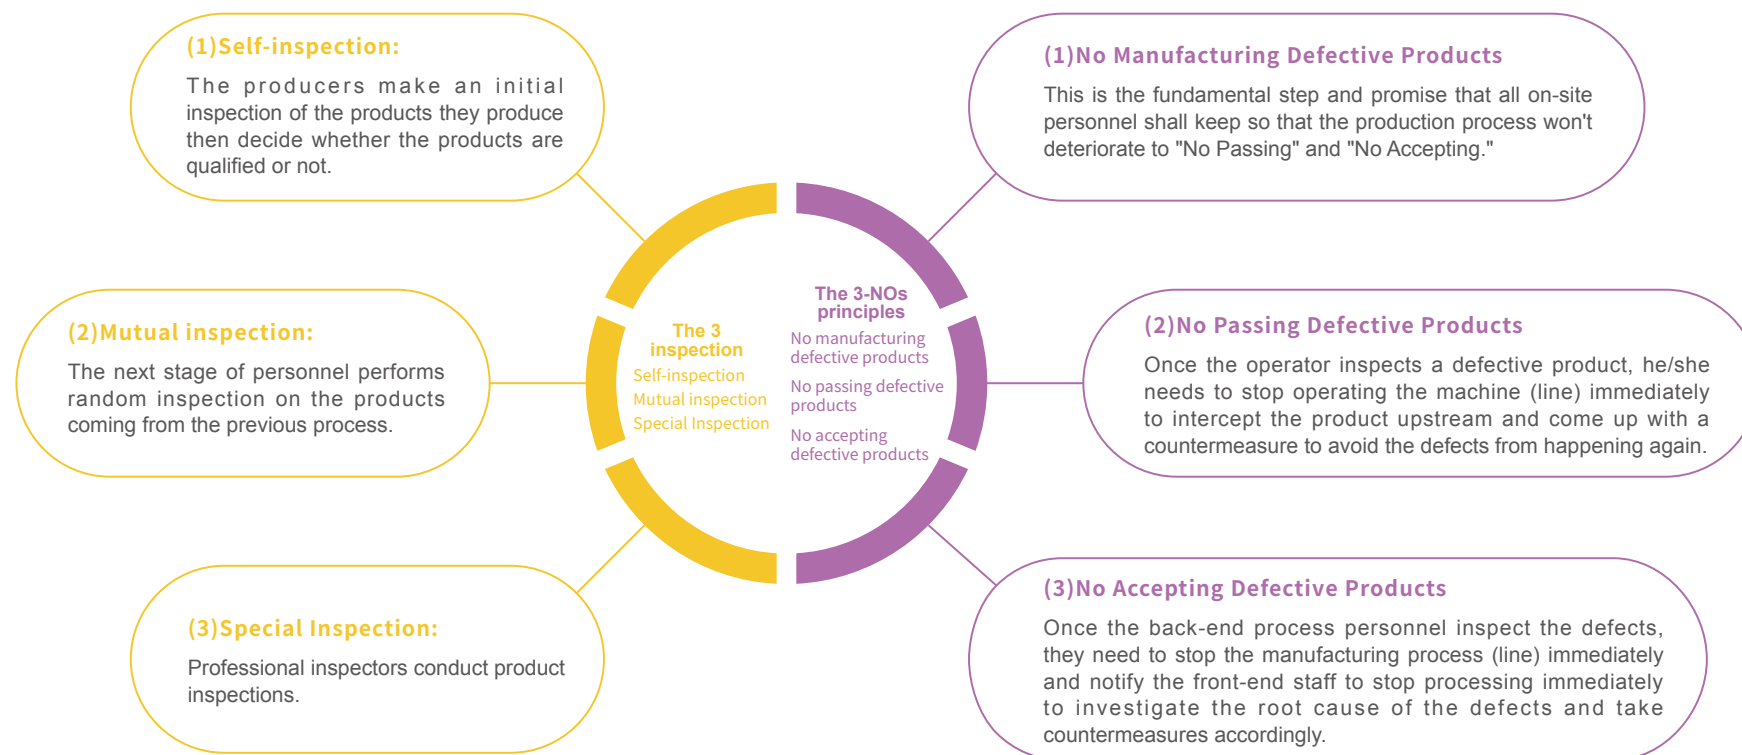 (1)Self-inspection:
The producers make an initial
inspection of the products they produce
then decide whether the products are
qualified or not.
(2)Mutual inspection:
The next stage of personnel performs
random inspection on the products
coming from the previous process.
(3)Special Inspection:
Professional inspectors conduct product
inspections.
The 3
inspection
Self-inspection
Mutual inspection
Special Inspection
The 3-NOs
principles
No manufacturing
defective products
No passing defective
products
No accepting
defective products
(1)No Manufacturing Defective Products
This is the fundamental step and promise that all on-site
personnel shall keep so that the production process won't
deteriorate to "No Passing" and "No Accepting."
(2)No Passing Defective Products
Once the operator inspects a defective product, he/she
needs to stop operating the machine (line) immediately
to intercept the product upstream and come up with a
countermeasure to avoid the defects from happening again.
(3)No Accepting Defective Products
Once the back-end process personnel inspect the defects,
they need to stop the manufacturing process (line) immediately
and notify the front-end staff to stop processing immediately
to investigate the root cause of the defects and take
countermeasures accordingly.